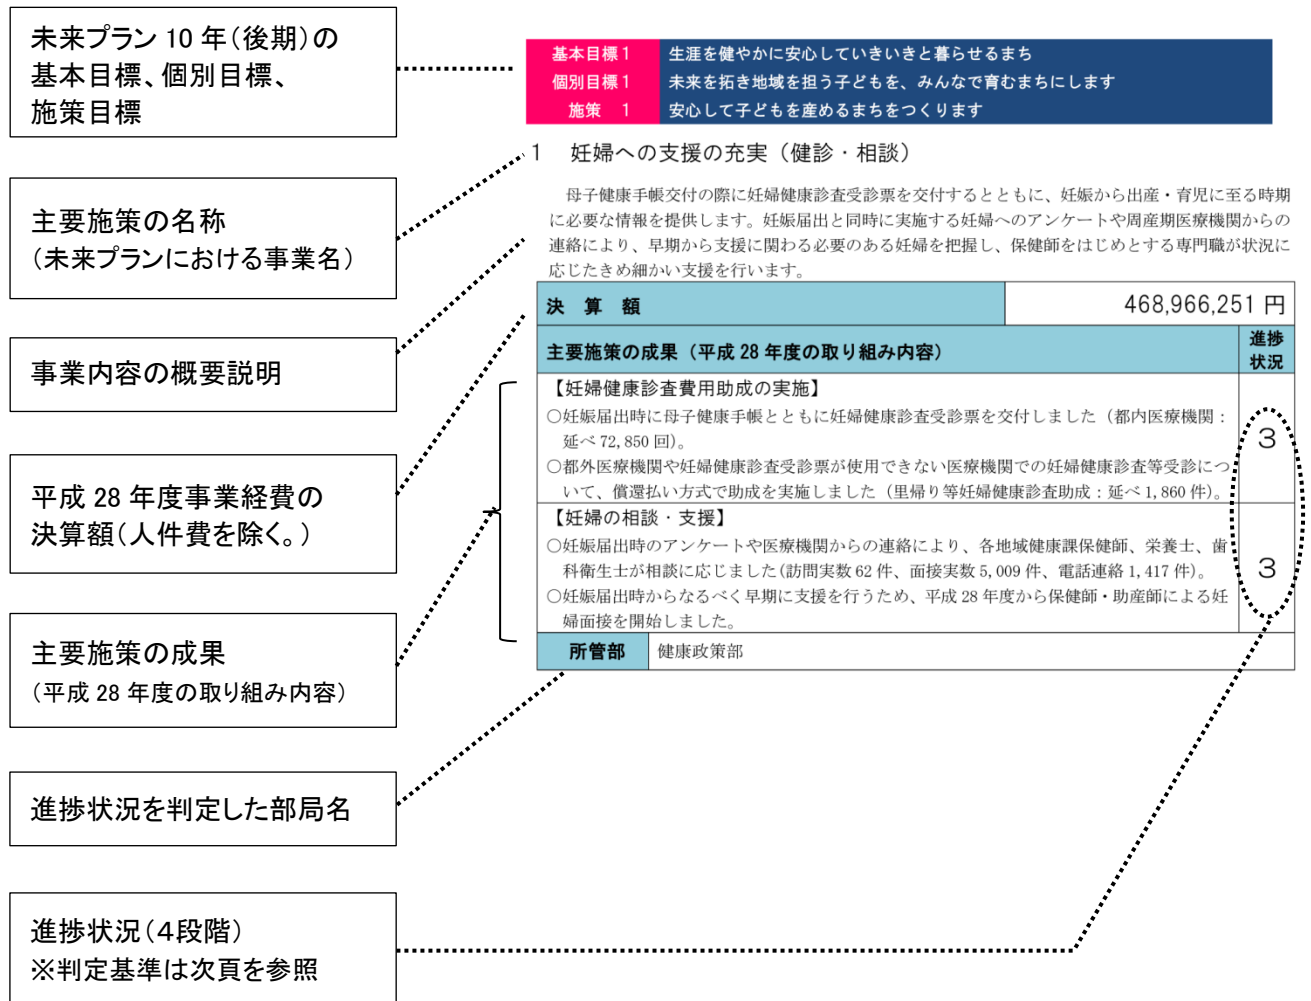 未来プラン 10 年（後期）の
基本目標、個別目標、
施策目標
主要施策の名称
（未来プランにおける事業名）
事業内容の概要説明
平成 28 年度事業経費の
決算額（人件費を除く。）
主要施策の成果
（平成 28 年度の取り組み内容）
進捗状況を判定した部局名
進捗状況（４段階）
※判定基準は次頁を参照
基本目標１ 生涯を健やかに安心していきいきと暮らせるまち
個別目標１ 未来を拓き地域を担う子どもを、みんなで育むまちにします
施策　１ 安心して子どもを産めるまちをつくります
1　妊婦への支援の充実（健診・相談）
母子健康手帳交付の際に妊婦健康診査受診票を交付するとともに、妊娠から出産・育児に至る時期
に必要な情報を提供します。妊娠届出と同時に実施する妊婦へのアンケートや周産期医療機関からの
連絡により、早期から支援に関わる必要のある妊婦を把握し、保健師をはじめとする専門職が状況に
応じたきめ細かい支援を行います。
決　算　額 468,966,251 円
主要施策の成果（平成 28 年度の取り組み内容） 進捗
状況
【妊婦健康診査費用助成の実施】
○妊娠届出時に母子健康手帳とともに妊婦健康診査受診票を交付しました（都内医療機関：
延べ 72,850 回）。
3
○都外医療機関や妊婦健康診査受診票が使用できない医療機関での妊婦健康診査等受診につ
いて、償還払い方式で助成を実施しました（里帰り等妊婦健康診査助成：延べ 1,860 件）。
【妊婦の相談・支援】
○妊娠届出時のアンケートや医療機関からの連絡により、各地域健康課保健師、栄養士、歯
科衛生士が相談に応じました(訪問実数 62 件、面接実数 5,009 件、電話連絡 1,417 件)。
3
○妊娠届出時からなるべく早期に支援を行うため、平成 28 年度から保健師・助産師による妊
婦面接を開始しました。
所管部 健康政策部